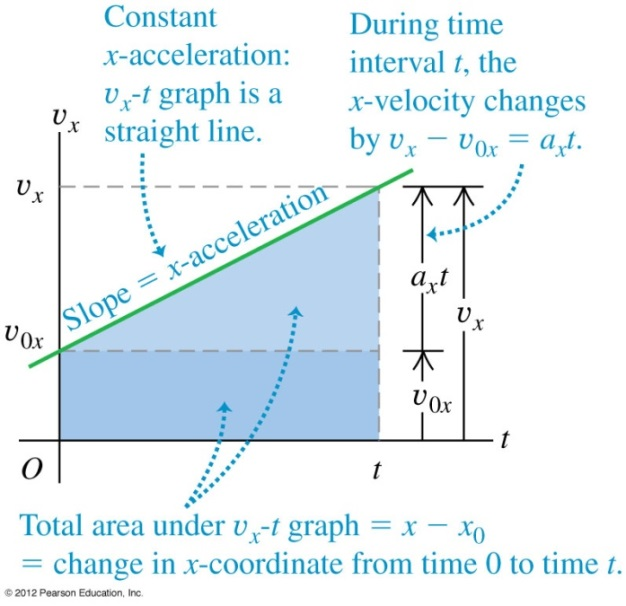 Constant
x-acceleration:
vₓ-t graph is a
straight line.
During time
interval t, the
x-velocity changes
by vₓ − v₀ₓ = aₓt.
vₓ
vₓ
Slope = x-acceleration
aₓt
vₓ
v₀ₓ
v₀ₓ
t
O
t
Total area under vₓ-t graph = x − x₀
= change in x-coordinate from time 0 to time t.
© 2012 Pearson Education, Inc.